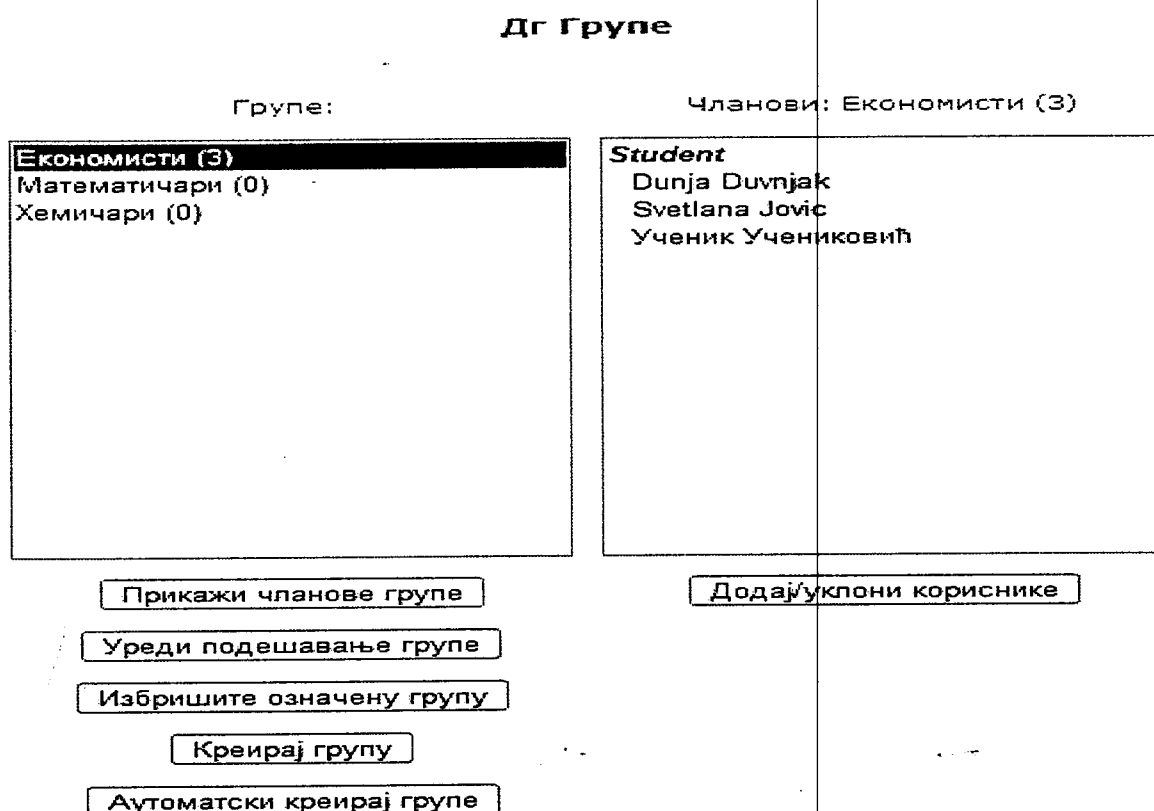 Дг Групе
Групе:
Економисти (3)
Математичари (0)
Хемичари (0)
Чланови: Економисти (3)
Student
Dunja Duvnjak
Svetlana Jovic
Ученик Учениковић
Прикажи чланове групе
Уреди подешавање групе
Избришите означену групу
Креирај групу
Аутоматски креирај групе
Додај/уклони кориснике